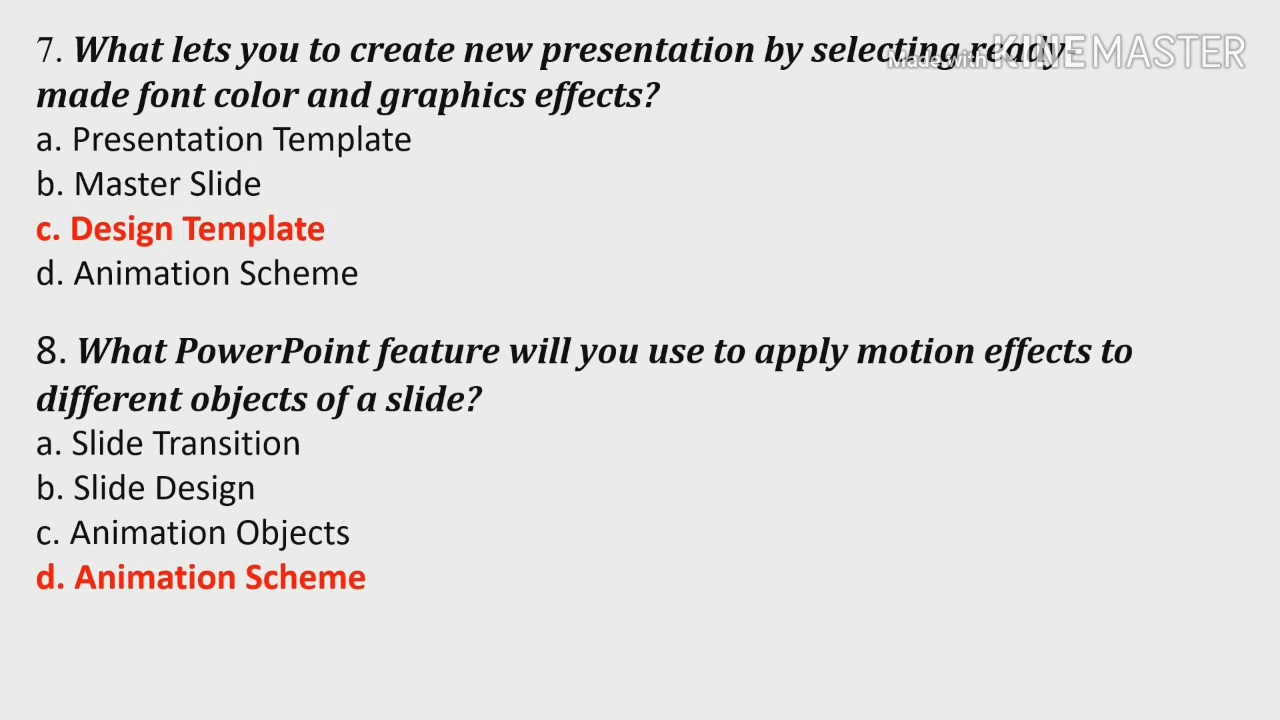 7. What lets you to create new presentation by selecting ready-
Made with KINEMASTER
made font color and graphics effects?
a. Presentation Template
b. Master Slide
c. Design Template
d. Animation Scheme
8. What PowerPoint feature will you use to apply motion effects to
different objects of a slide?
a. Slide Transition
b. Slide Design
c. Animation Objects
d. Animation Scheme